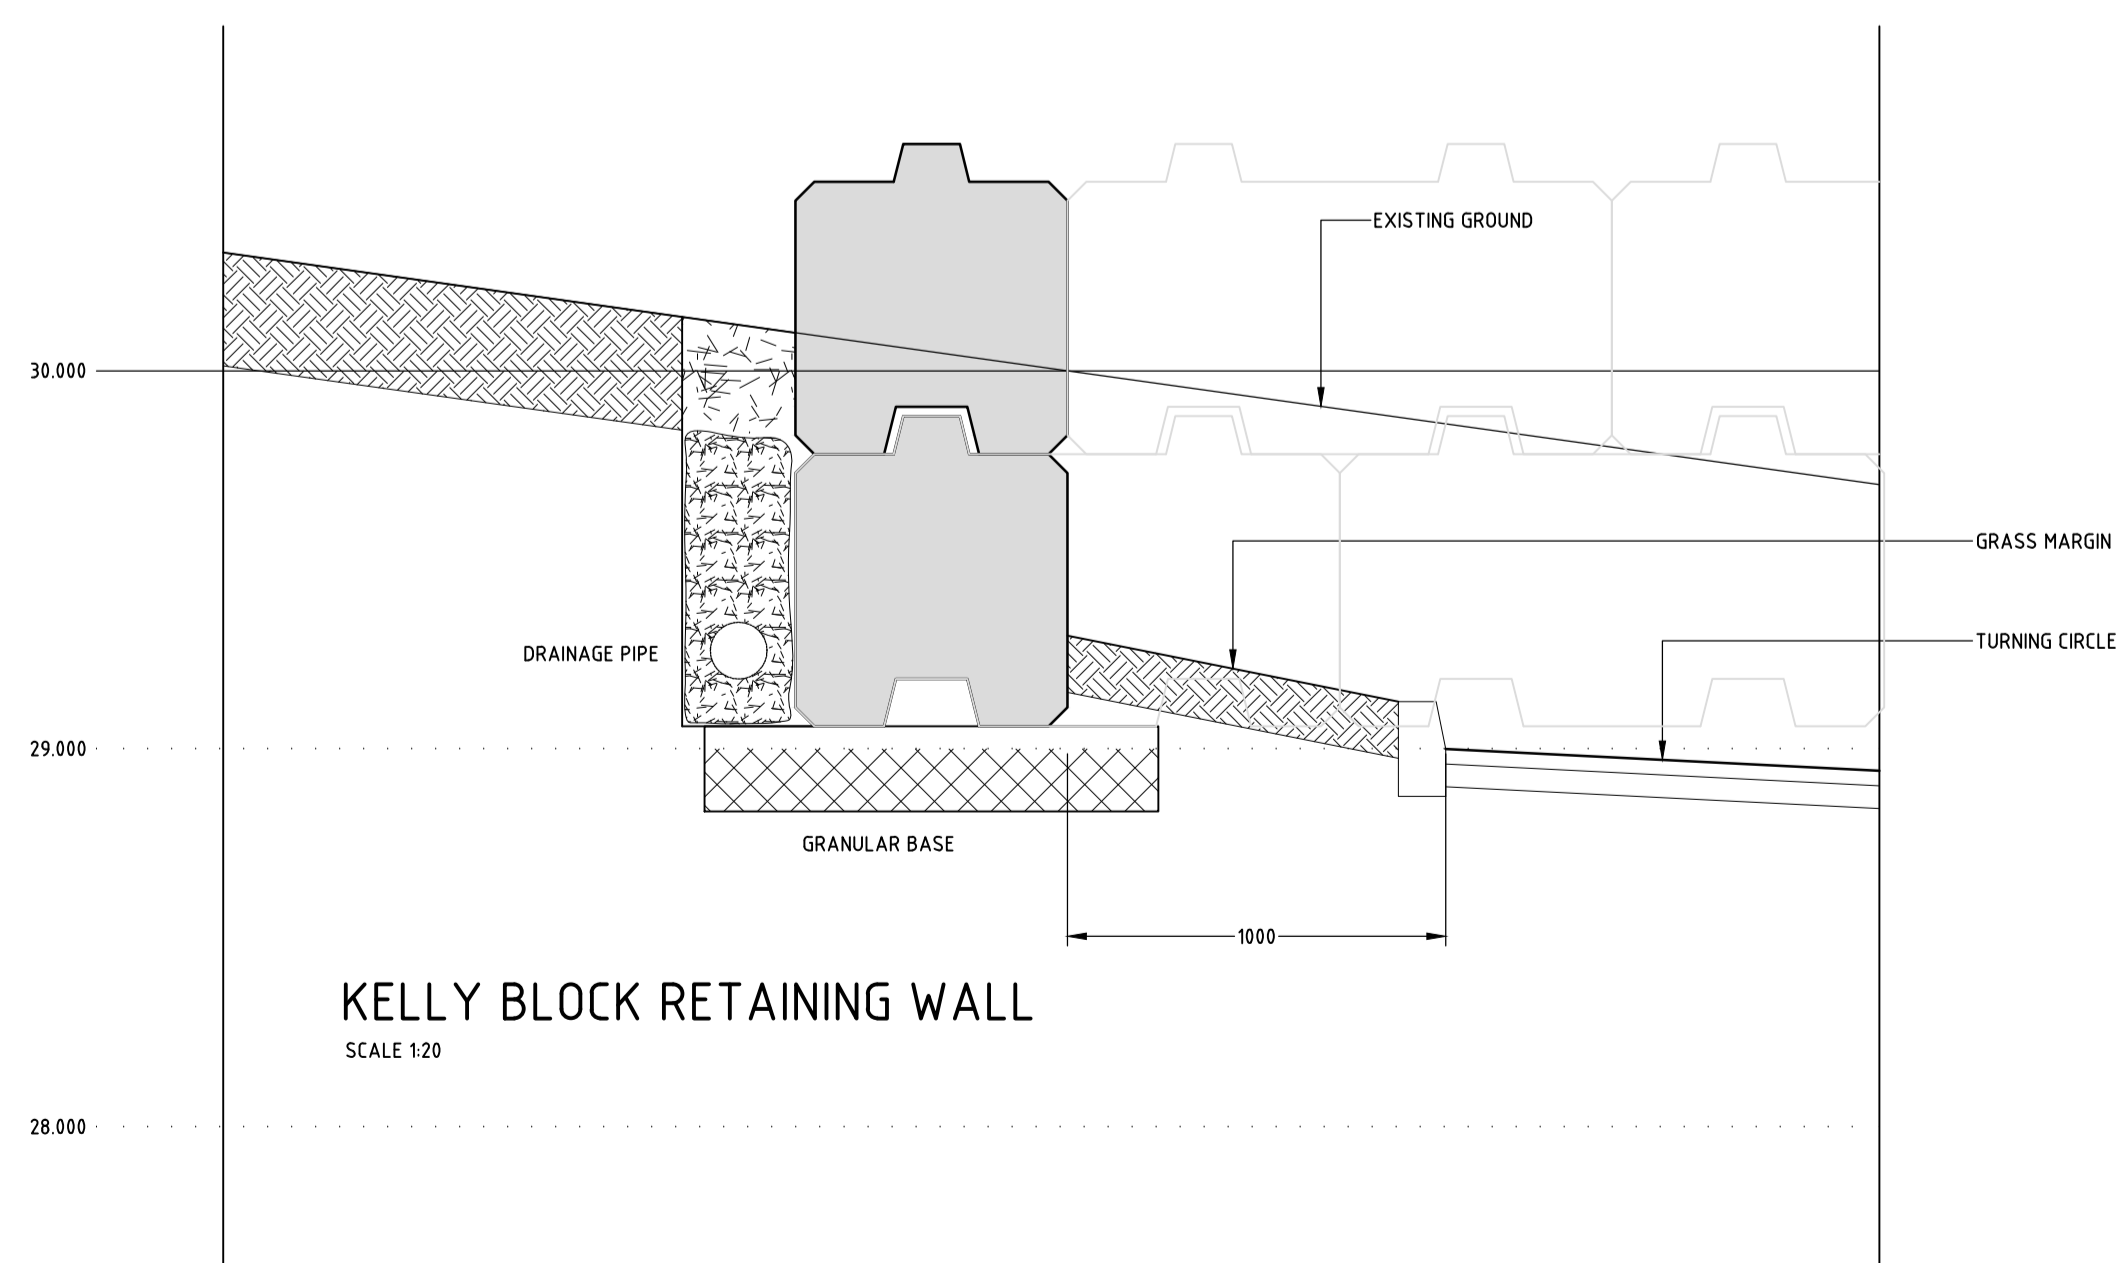 EXISTING GROUND
30.000
GRASS MARGIN
TURNING CIRCLE
DRAINAGE PIPE
29.000
GRANULAR BASE
1000
KELLY BLOCK RETAINING WALL
SCALE 1:20
28.000